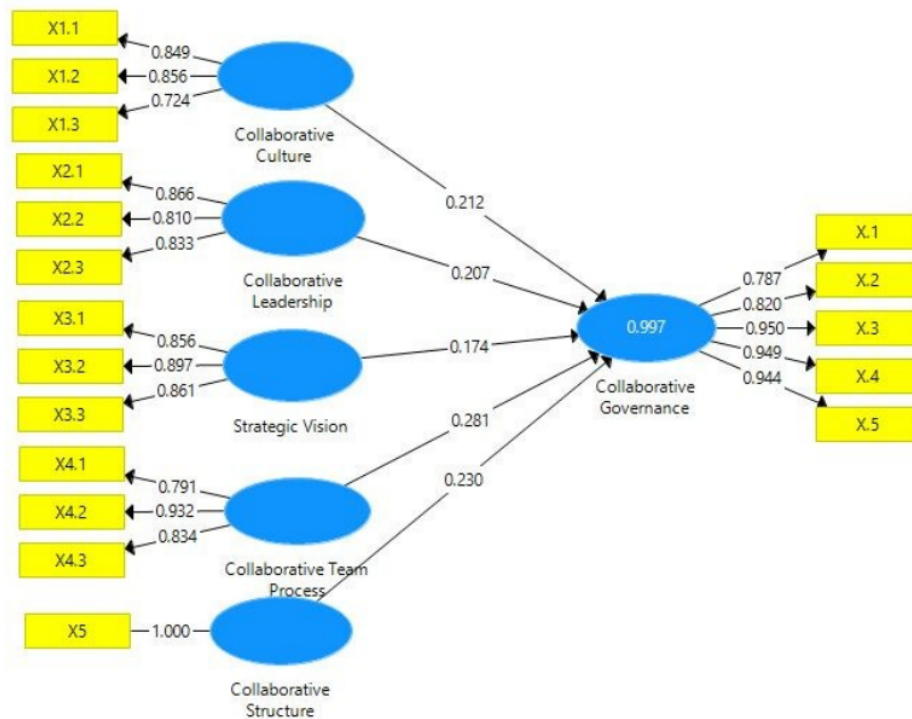 X1.1
0.849
X1.2
0.856
X1.3
0.724
Collaborative
Culture
X2.1
0.866
X2.2
0.810
X2.3
0.833
Collaborative
Leadership
X3.1
0.856
X3.2
0.897
X3.3
0.861
Strategic Vision
X4.1
0.791
X4.2
0.932
X4.3
0.834
Collaborative Team
Process
X5
1.000
Collaborative
Structure
0.212
0.207
0.174
0.281
0.230
0.997
Collaborative
Governance
X.1
0.787
X.2
0.820
X.3
0.950
X.4
0.949
X.5
0.944